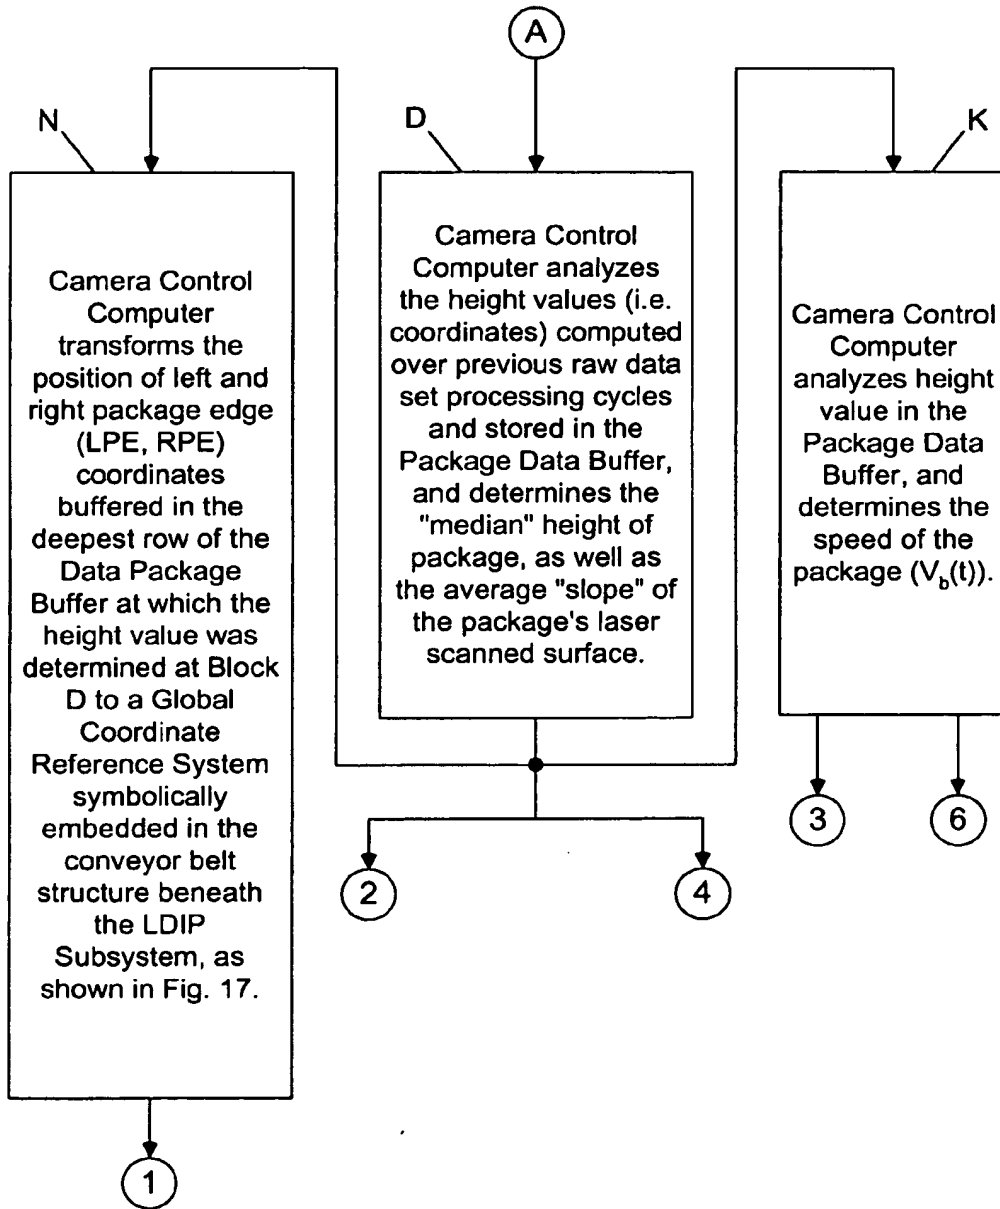 A
N
Camera Control
Computer
transforms the
position of left and
right package edge
(LPE, RPE)
coordinates
buffered in the
deepest row of the
Data Package
Buffer at which the
height value was
determined at Block
D to a Global
Coordinate
Reference System
symbolically
embedded in the
conveyor belt
structure beneath
the LDIP
Subsystem, as
shown in Fig. 17.
1
D
Camera Control
Computer analyzes
the height values (i.e.
coordinates) computed
over previous raw data
set processing cycles
and stored in the
Package Data Buffer,
and determines the
"median" height of
package, as well as
the average "slope" of
the package's laser
scanned surface.
2
4
K
Camera Control
Computer
analyzes height
value in the
Package Data
Buffer, and
determines the
speed of the
package (V_b(t)).
3
6